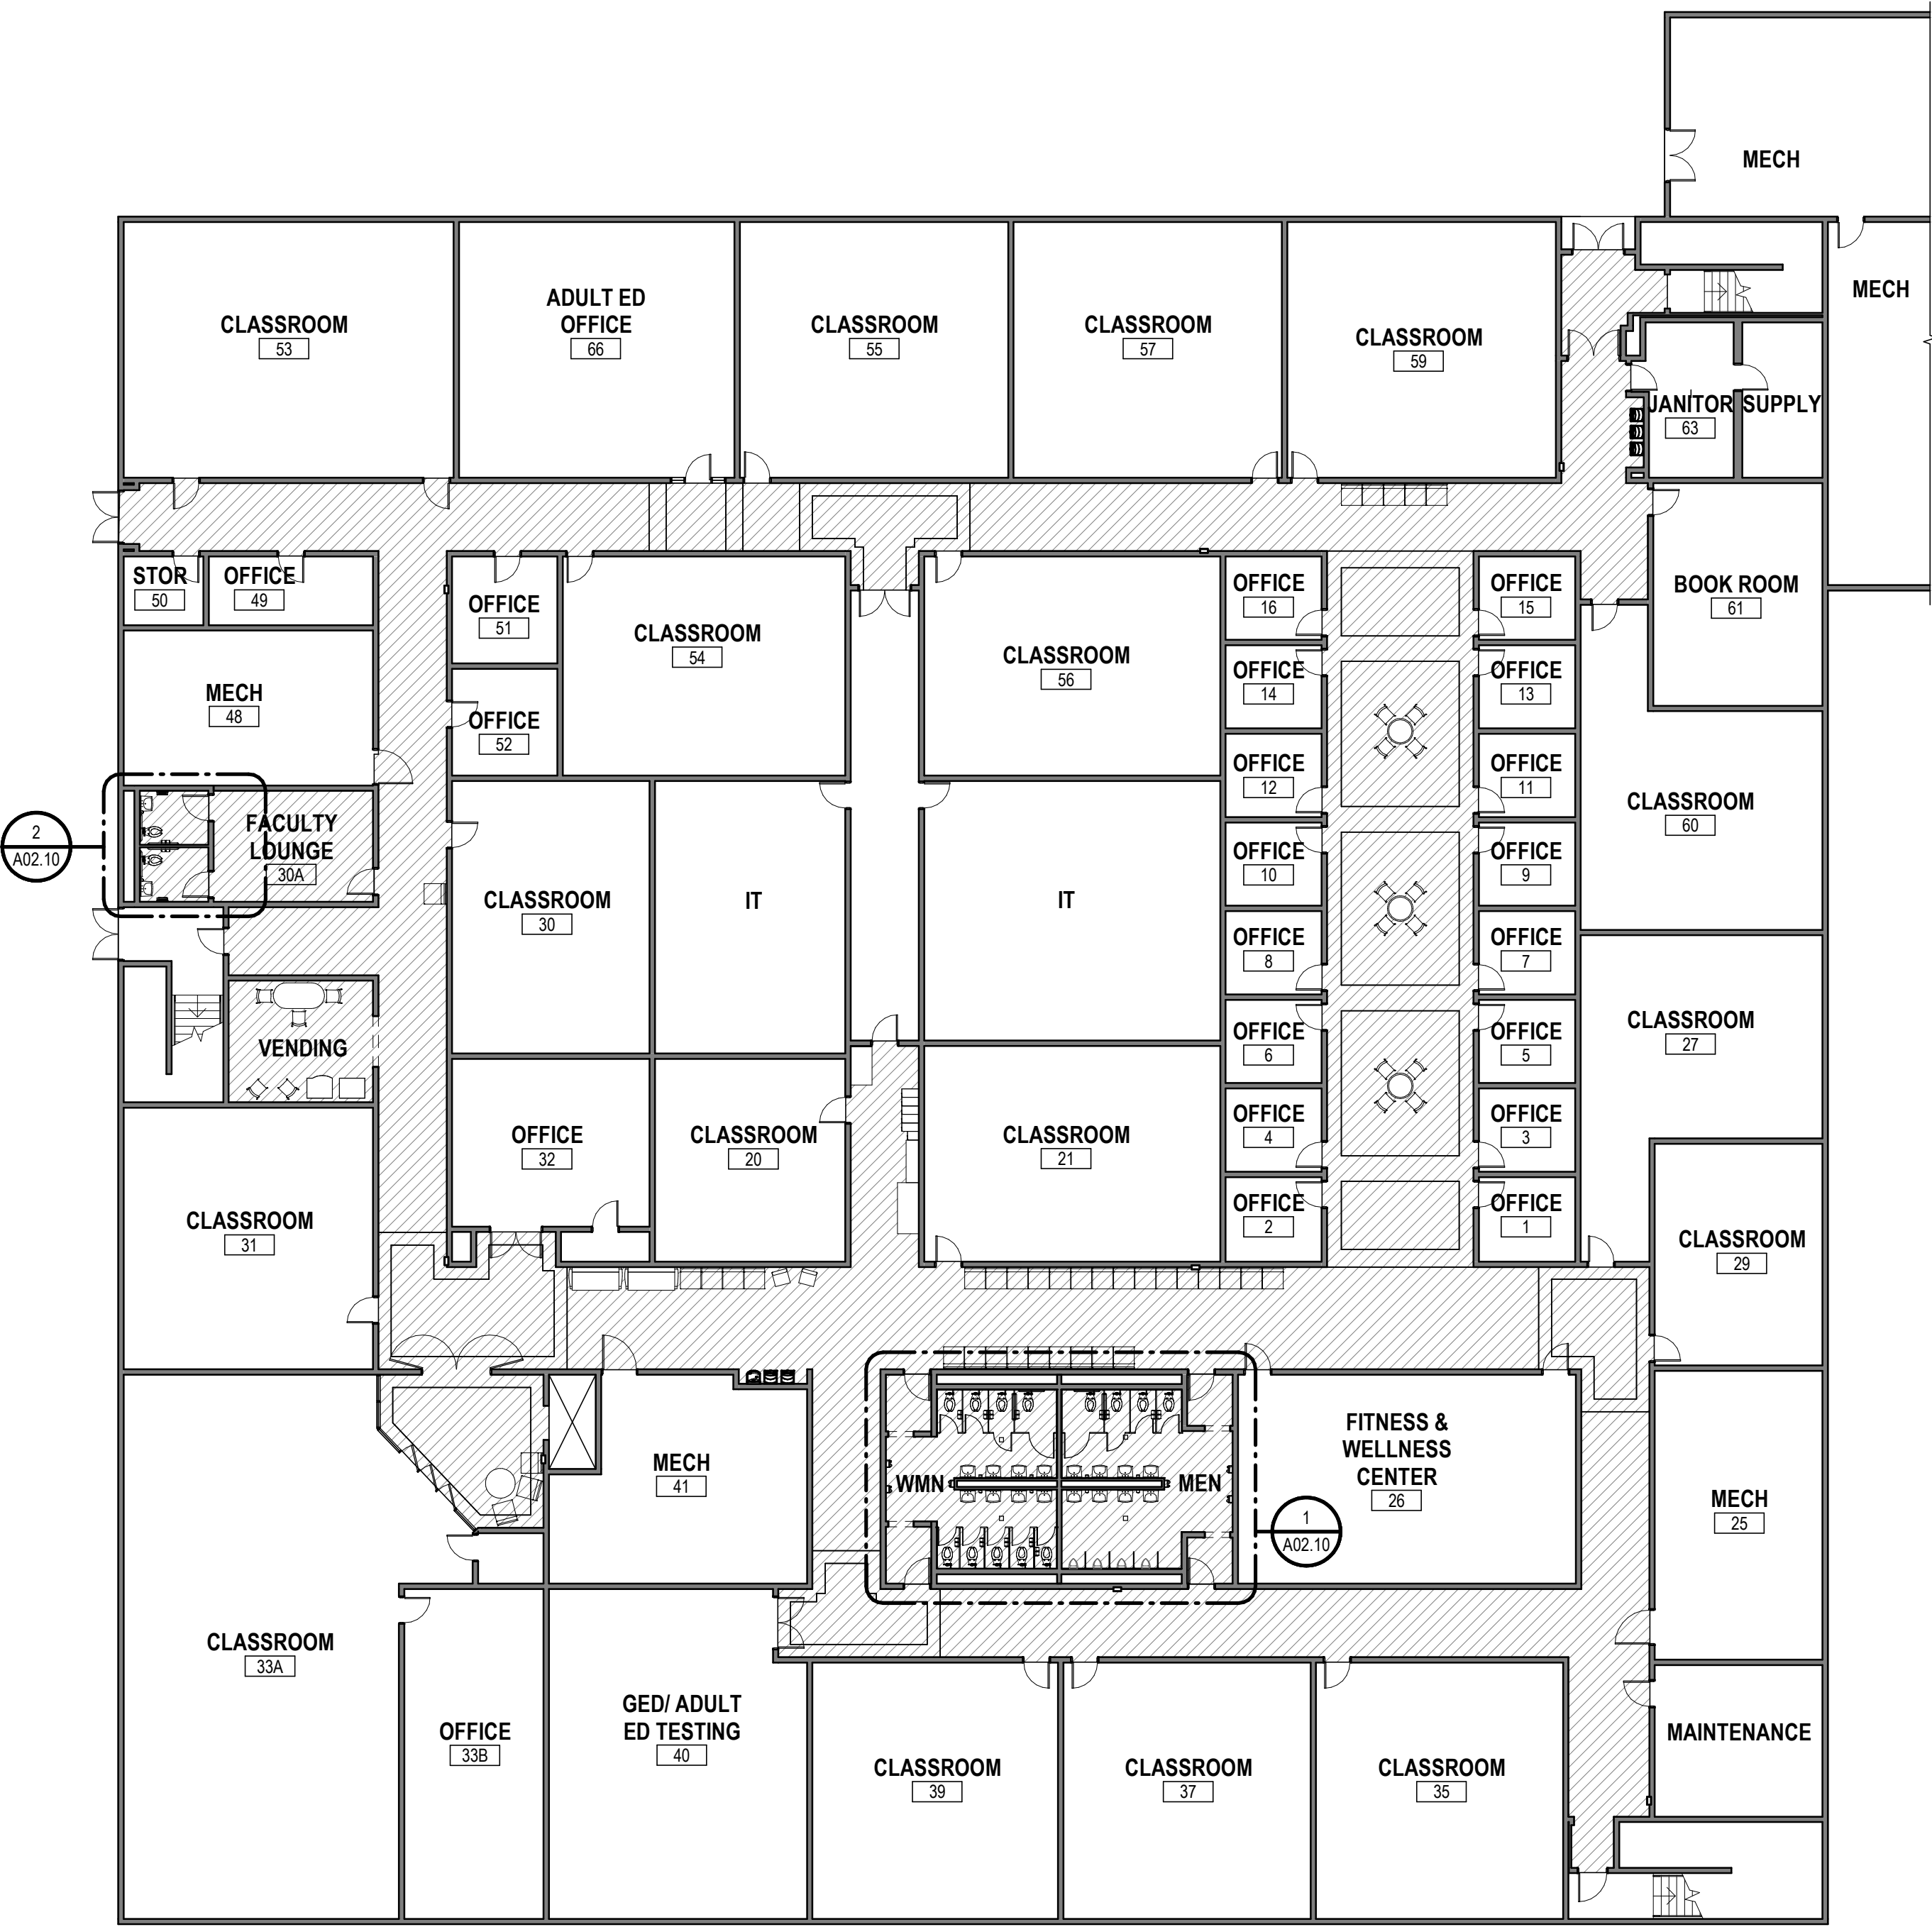 MECH
MECH
CLASSROOM
53
ADULT ED
OFFICE
66
CLASSROOM
55
CLASSROOM
57
CLASSROOM
59
JANITOR
63
SUPPLY
STOR
50
OFFICE
49
OFFICE
51
CLASSROOM
54
CLASSROOM
56
OFFICE
16
OFFICE
15
BOOK ROOM
61
MECH
48
OFFICE
52
OFFICE
14
OFFICE
13
OFFICE
12
OFFICE
11
CLASSROOM
60
2
A02.10
FACULTY
LOUNGE
30A
CLASSROOM
30
IT
IT
OFFICE
10
OFFICE
9
OFFICE
8
OFFICE
7
VENDING
OFFICE
6
OFFICE
5
CLASSROOM
27
OFFICE
32
CLASSROOM
20
CLASSROOM
21
OFFICE
4
OFFICE
3
CLASSROOM
31
OFFICE
2
OFFICE
1
CLASSROOM
29
MECH
41
WMN
MEN
1
A02.10
FITNESS &
WELLNESS
CENTER
26
MECH
25
CLASSROOM
33A
OFFICE
33B
GED/ ADULT
ED TESTING
40
CLASSROOM
39
CLASSROOM
37
CLASSROOM
35
MAINTENANCE